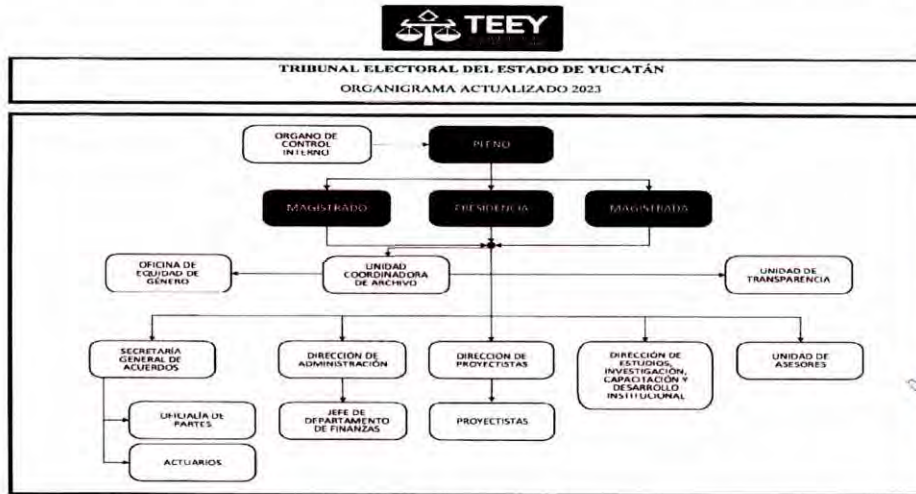 TEEY
TRIBUNAL ELECTORAL DEL ESTADO DE YUCATÁN
ORGANIGRAMA ACTUALIZADO 2023
ORGANO DE
CONTROL
INTERNO
PLENO
MAGISTRADO
PRESIDENCIA
MAGISTRADA
OFICINA DE
EQUIDAD DE
GÉNERO
UNIDAD
COORDINADORA
DE ARCHIVO
UNIDAD DE
TRANSPARENCIA
SECRETARÍA
GENERAL DE
ACUERDOS
DIRECCIÓN DE
ADMINISTRACIÓN
DIRECCIÓN DE
PROYECTISTAS
DIRECCIÓN DE
ESTUDIOS,
INVESTIGACIÓN,
CAPACITACIÓN Y
DESARROLLO
INSTITUCIONAL
UNIDAD DE
ASESORES
OFICIALÍA DE
PARTES
JEFE DE
DEPARTAMENTO
DE FINANZAS
PROYECTISTAS
ACTUARIOS